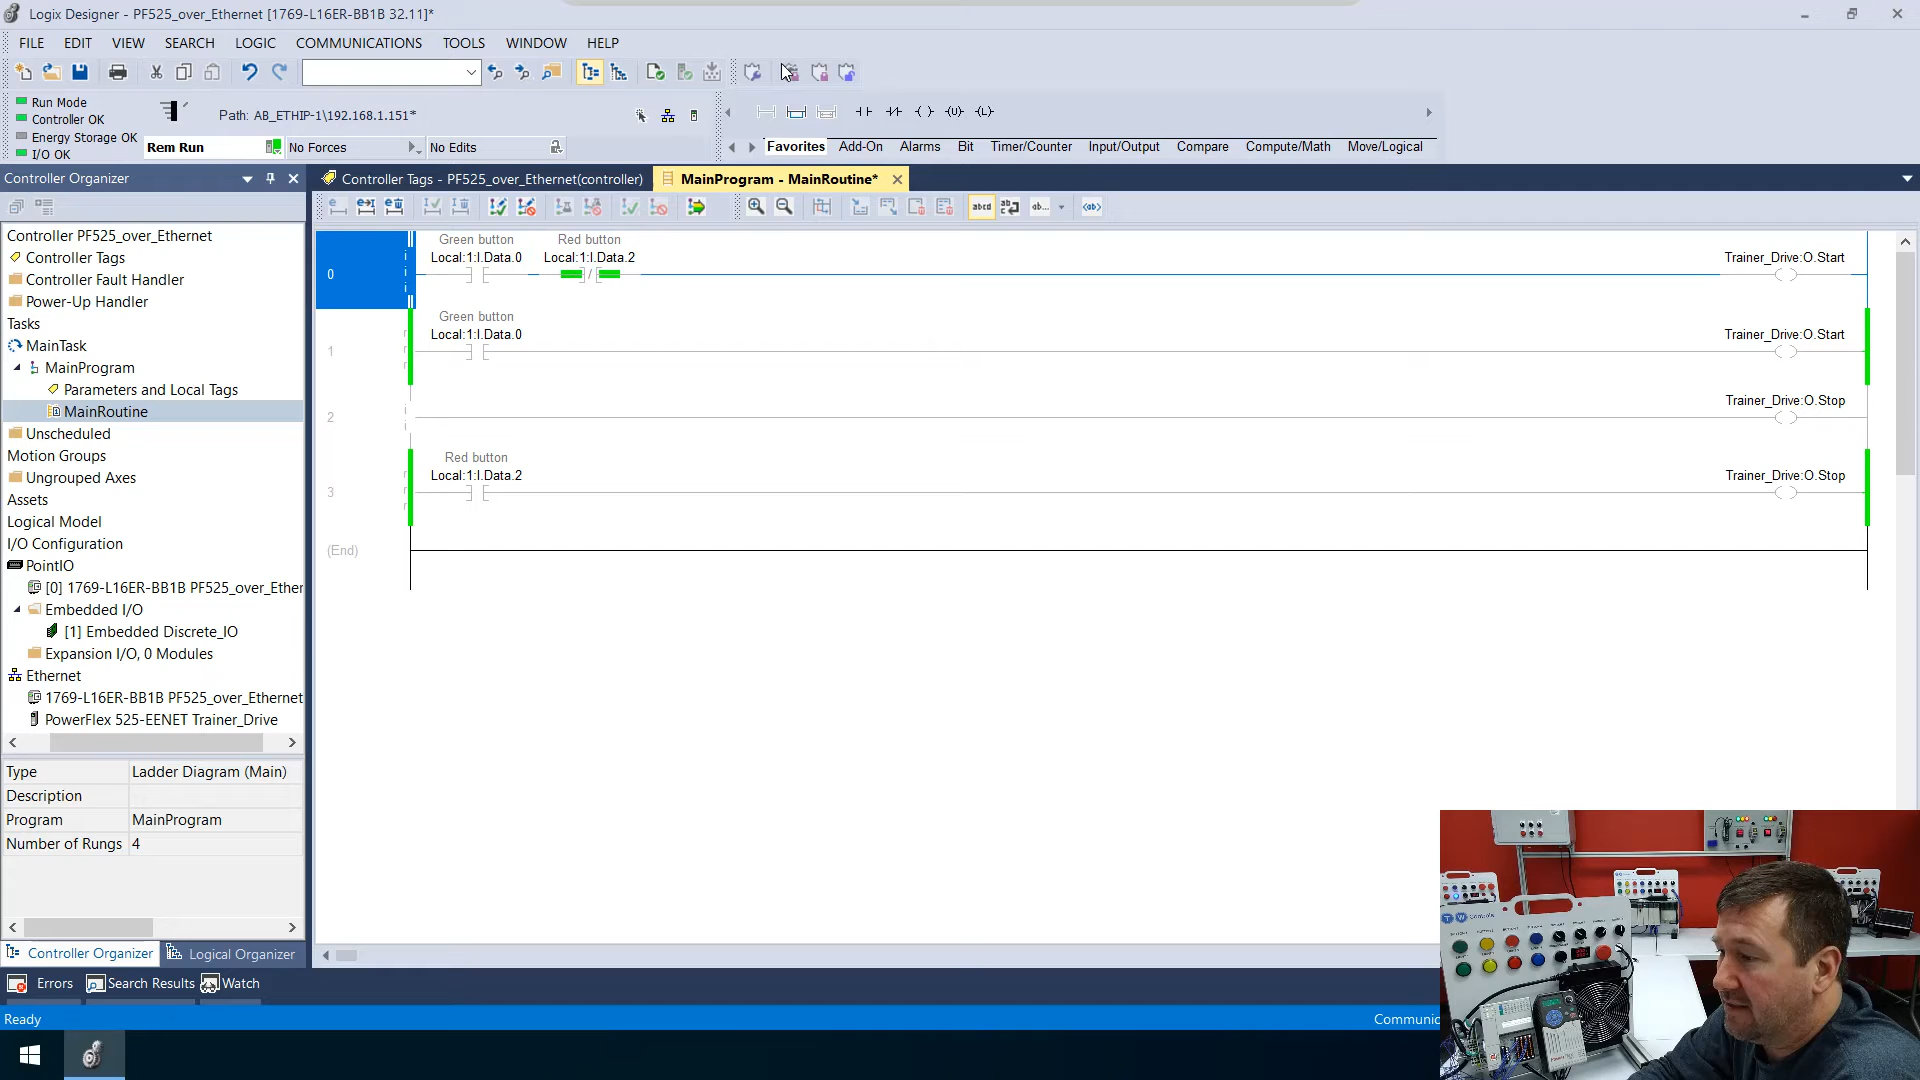 Logix Designer - PF525_over_Ethernet [1769-L16ER-BB1B 32.11]*
FILE EDIT VIEW SEARCH LOGIC COMMUNICATIONS TOOLS WINDOW HELP
Run Mode
Controller OK
Energy Storage OK
I/O OK
Path: AB_ETHIP-1\192.168.1.151*
Rem Run No Forces No Edits
Favorites Add-On Alarms Bit Timer/Counter Input/Output Compare Compute/Math Move/Logical
Controller Organizer
Controller Tags - PF525_over_Ethernet(controller) MainProgram - MainRoutine*
Controller PF525_over_Ethernet
Controller Tags
Controller Fault Handler
Power-Up Handler
Tasks
MainTask
MainProgram
Parameters and Local Tags
MainRoutine
Unscheduled
Motion Groups
Ungrouped Axes
Assets
Logical Model
I/O Configuration
PointIO
[0] 1769-L16ER-BB1B PF525_over_Ether
Embedded I/O
[1] Embedded Discrete_IO
Expansion I/O, 0 Modules
Ethernet
1769-L16ER-BB1B PF525_over_Ethernet
PowerFlex 525-EENET Trainer_Drive
Type Ladder Diagram (Main)
Description
Program MainProgram
Number of Rungs 4
Controller Organizer Logical Organizer
Green button Red button
Local:1:I.Data.0 Local:1:I.Data.2 Trainer_Drive:O.Start
0
Green button
Local:1:I.Data.0 Trainer_Drive:O.Start
1
Trainer_Drive:O.Stop
2
Red button
Local:1:I.Data.2 Trainer_Drive:O.Stop
3
(End)
Errors Search Results Watch
Ready Communic
TW Controls